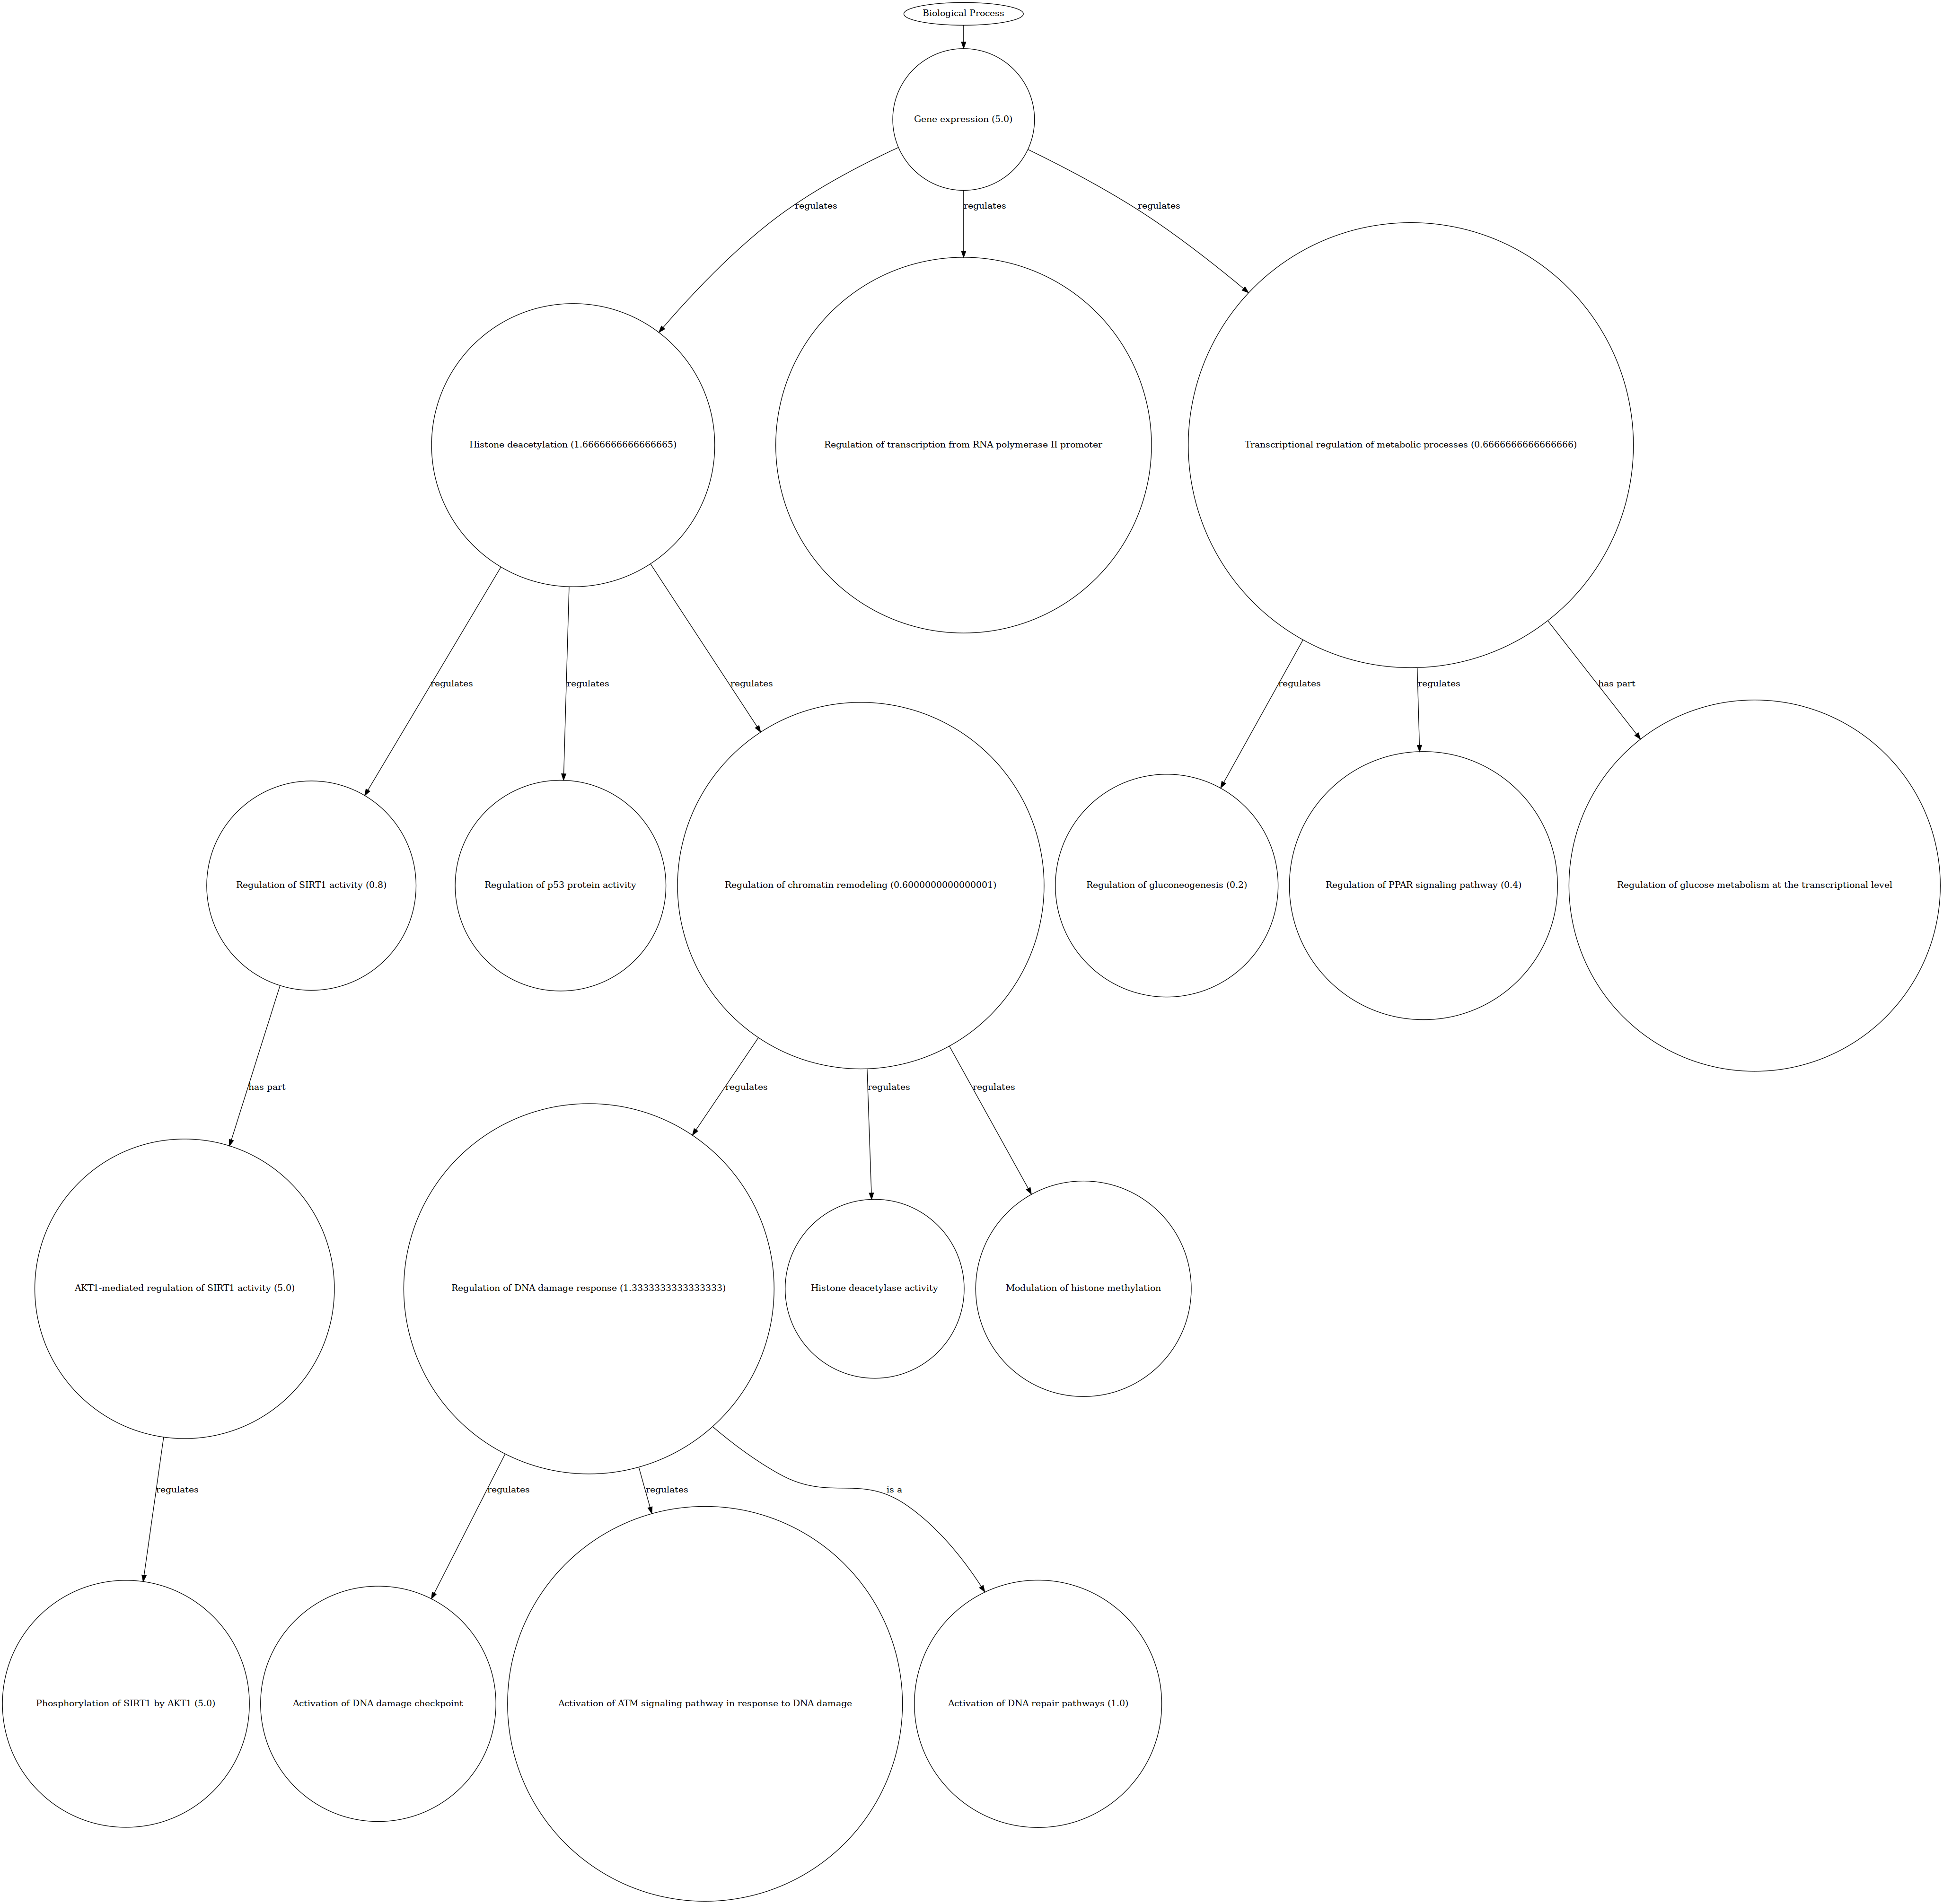 Biological Process
Gene expression (5.0)
regulates
regulates
regulates
Histone deacetylation (1.6666666666666665)
Regulation of transcription from RNA polymerase II promoter
Transcriptional regulation of metabolic processes (0.6666666666666666)
regulates
regulates
regulates
regulates
regulates
has part
Regulation of SIRT1 activity (0.8)
Regulation of p53 protein activity
Regulation of chromatin remodeling (0.6000000000000001)
Regulation of gluconeogenesis (0.2)
Regulation of PPAR signaling pathway (0.4)
Regulation of glucose metabolism at the transcriptional level
has part
regulates
regulates
regulates
AKT1-mediated regulation of SIRT1 activity (5.0)
Regulation of DNA damage response (1.3333333333333333)
Histone deacetylase activity
Modulation of histone methylation
regulates
regulates
regulates
is a
Phosphorylation of SIRT1 by AKT1 (5.0)
Activation of DNA damage checkpoint
Activation of ATM signaling pathway in response to DNA damage
Activation of DNA repair pathways (1.0)